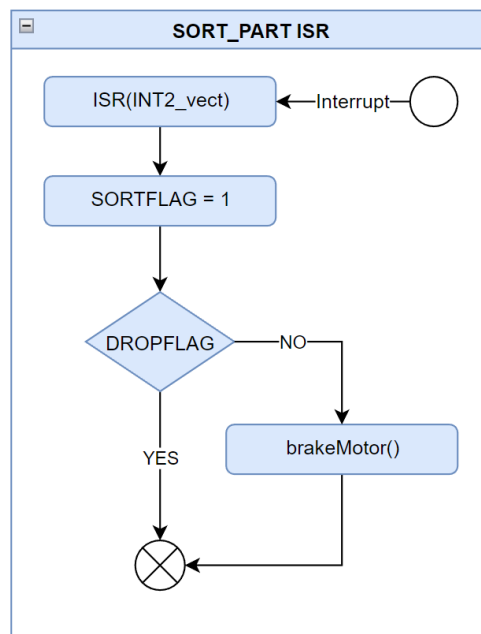 SORT_PART ISR
ISR(INT2_vect)
Interrupt
SORTFLAG = 1
DROPFLAG
NO
YES
brakeMotor()